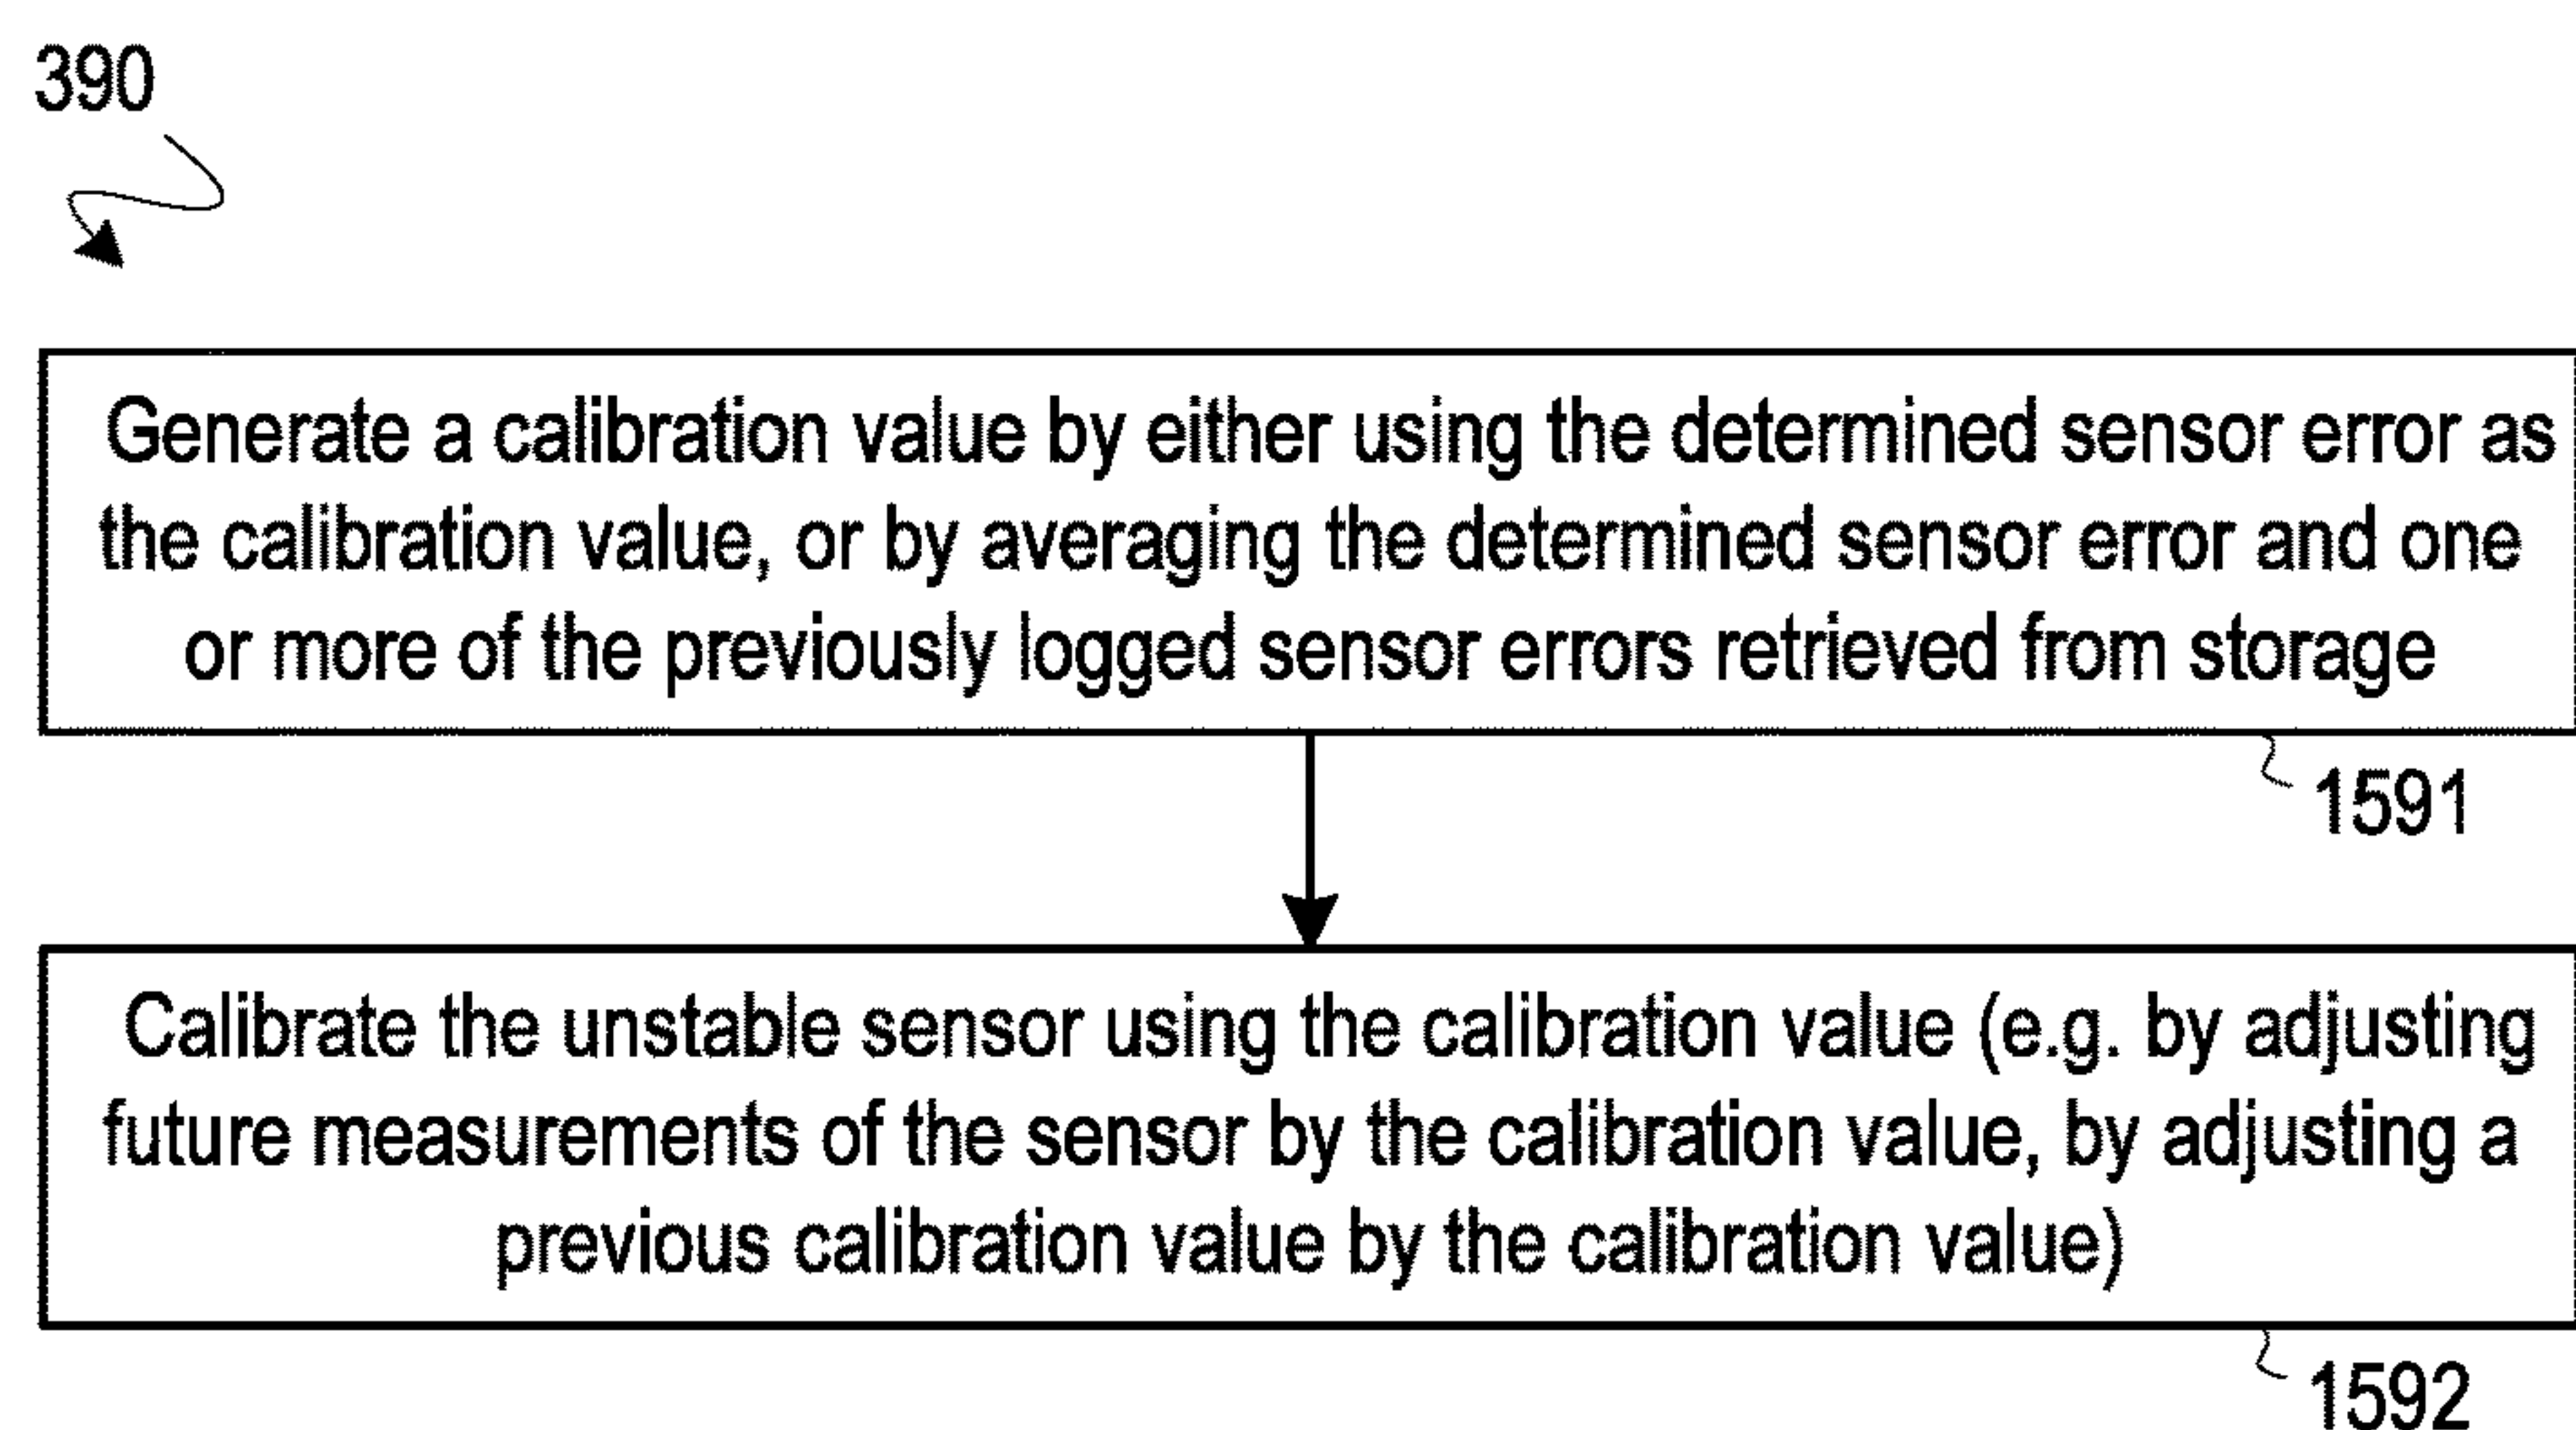 390
Generate a calibration value by either using the determined sensor error as
the calibration value, or by averaging the determined sensor error and one
or more of the previously logged sensor errors retrieved from storage
1591
Calibrate the unstable sensor using the calibration value (e.g. by adjusting
future measurements of the sensor by the calibration value, by adjusting a
previous calibration value by the calibration value)
1592